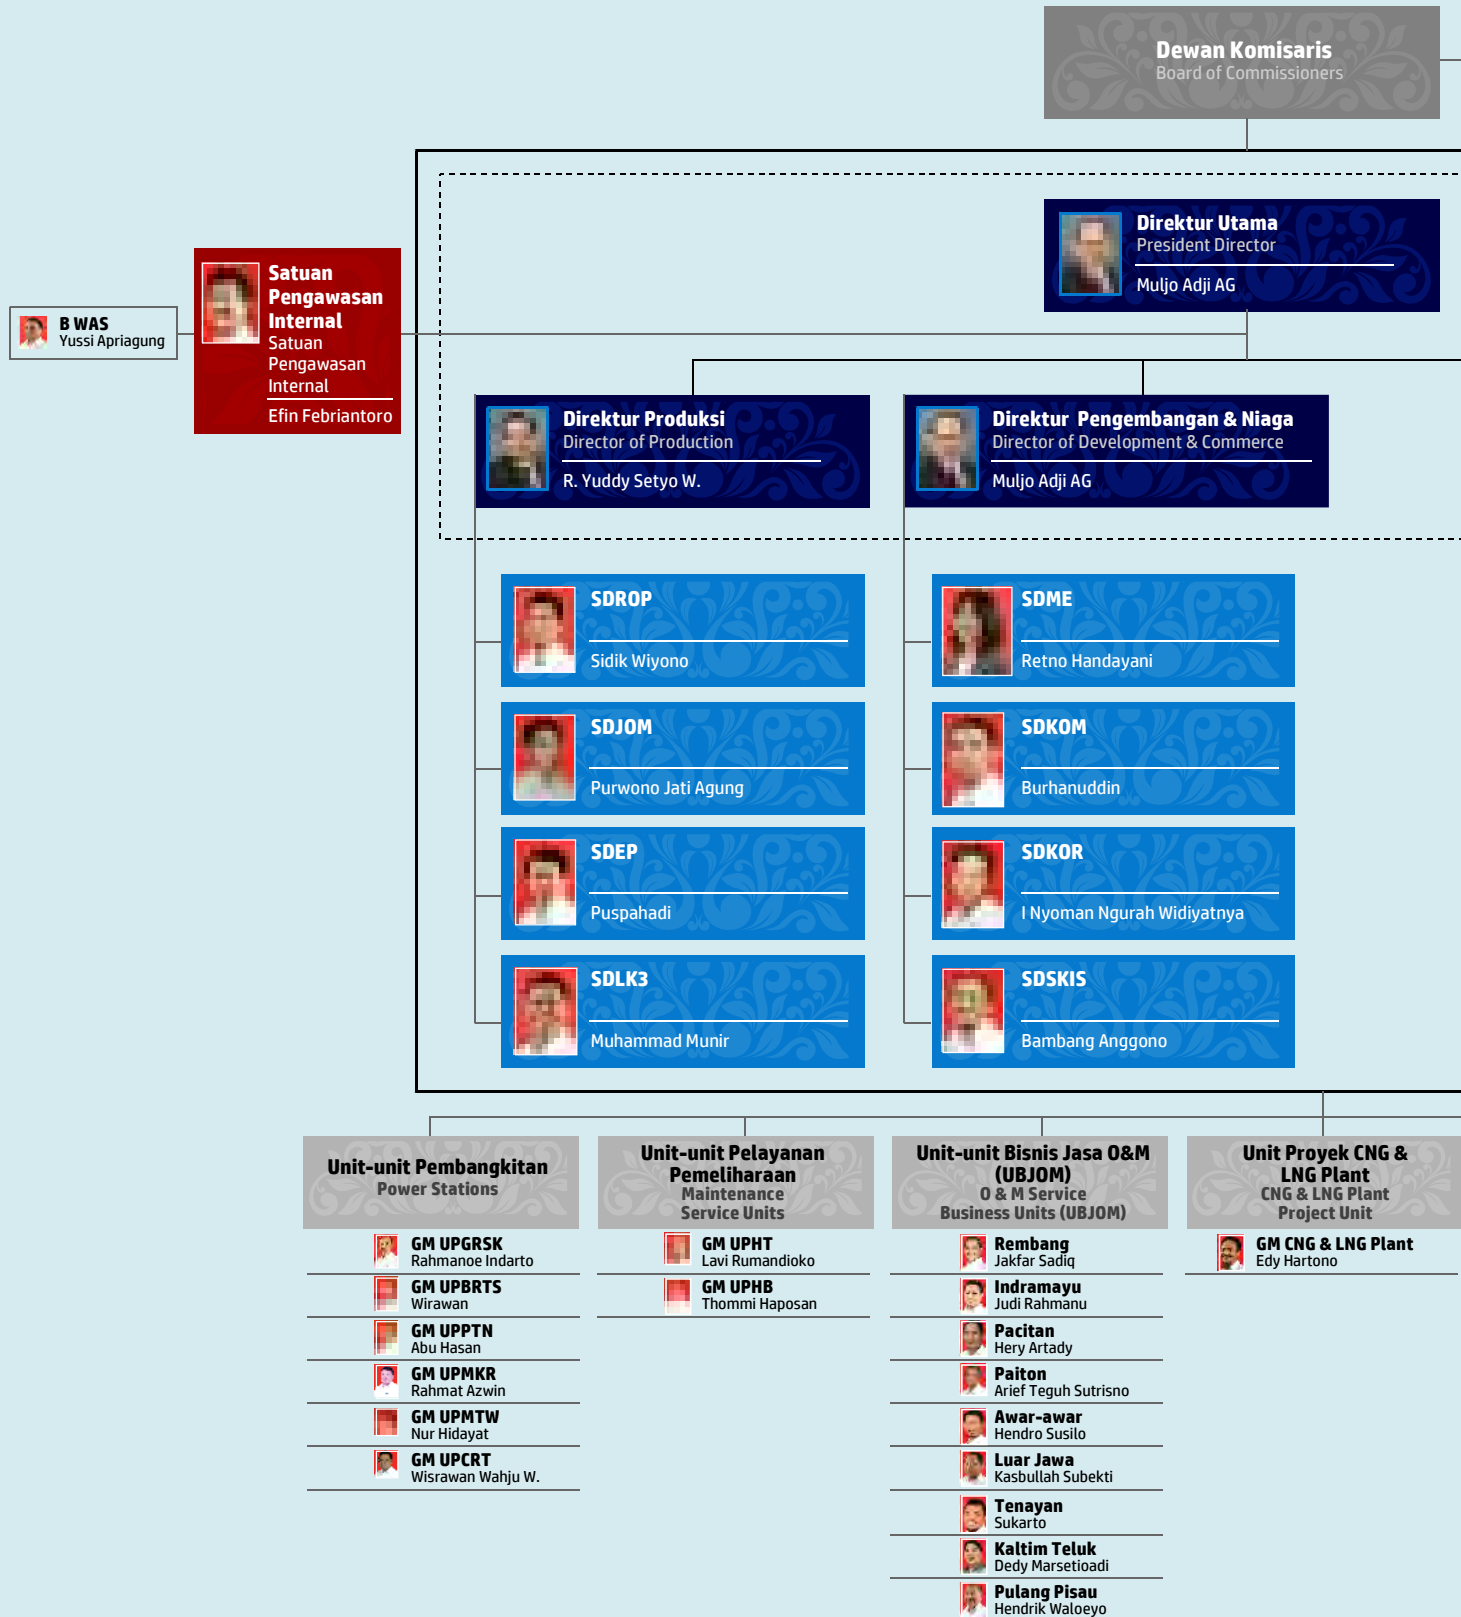 Dewan Komisaris
Board of Commissioners
Direktur Utama
President Director
Muljo Adji AG
Satuan
Pengawasan
Internal
Satuan
Pengawasan
Internal
Efin Febriantoro
B WAS
Yussi Apriagung
Direktur Produksi
Director of Production
R. Yuddy Setyo W.
Direktur Pengembangan & Niaga
Director of Development & Commerce
Muljo Adji AG
SDROP
Sidik Wiyono
SDJOM
Purwono Jati Agung
SDEP
Puspahadi
SDLK3
Muhammad Munir
SDME
Retno Handayani
SDKOM
Burhanuddin
SDKOR
I Nyoman Ngurah Widiyatnya
SDSKIS
Bambang Anggono
Unit-unit Pembangkitan
Power Stations
GM UPGRSK
Rahmanoe Indarto
GM UPBRTS
Wirawan
GM UPPTN
Abu Hasan
GM UPMKR
Rahmat Azwin
GM UPMTW
Nur Hidayat
GM UPCRT
Wisrawan Wahju W.
Unit-unit Pelayanan
Pemeliharaan
Maintenance
Service Units
GM UPHT
Lavi Rumandioko
GM UPHB
Thommi Haposan
Unit-unit Bisnis Jasa O&M
(UBJOM)
O & M Service
Business Units (UBJOM)
Rembang
Jakfar Sadiq
Indramayu
Judi Rahmanu
Pacitan
Hery Artady
Paiton
Arief Teguh Sutrisno
Awar-awar
Hendro Susilo
Luar Jawa
Kasbullah Subekti
Tenayan
Sukarto
Kaltim Teluk
Dedy Marsetioadi
Pulang Pisau
Hendrik Waloeyo
Unit Proyek CNG &
LNG Plant
CNG & LNG Plant
Project Unit
GM CNG & LNG Plant
Edy Hartono